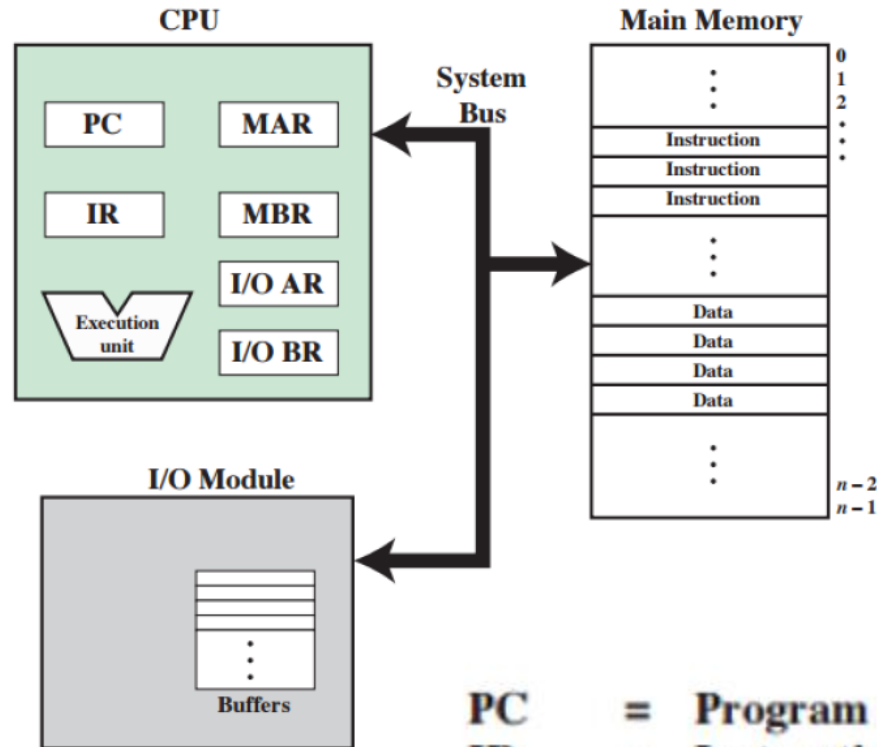 CPU
Main Memory
System
Bus
PC
MAR
IR
MBR
I/O AR
I/O BR
Execution
unit
0
1
2
Instruction
Instruction
Instruction
Data
Data
Data
Data
n – 2
n – 1
I/O Module
Buffers
PC = Program